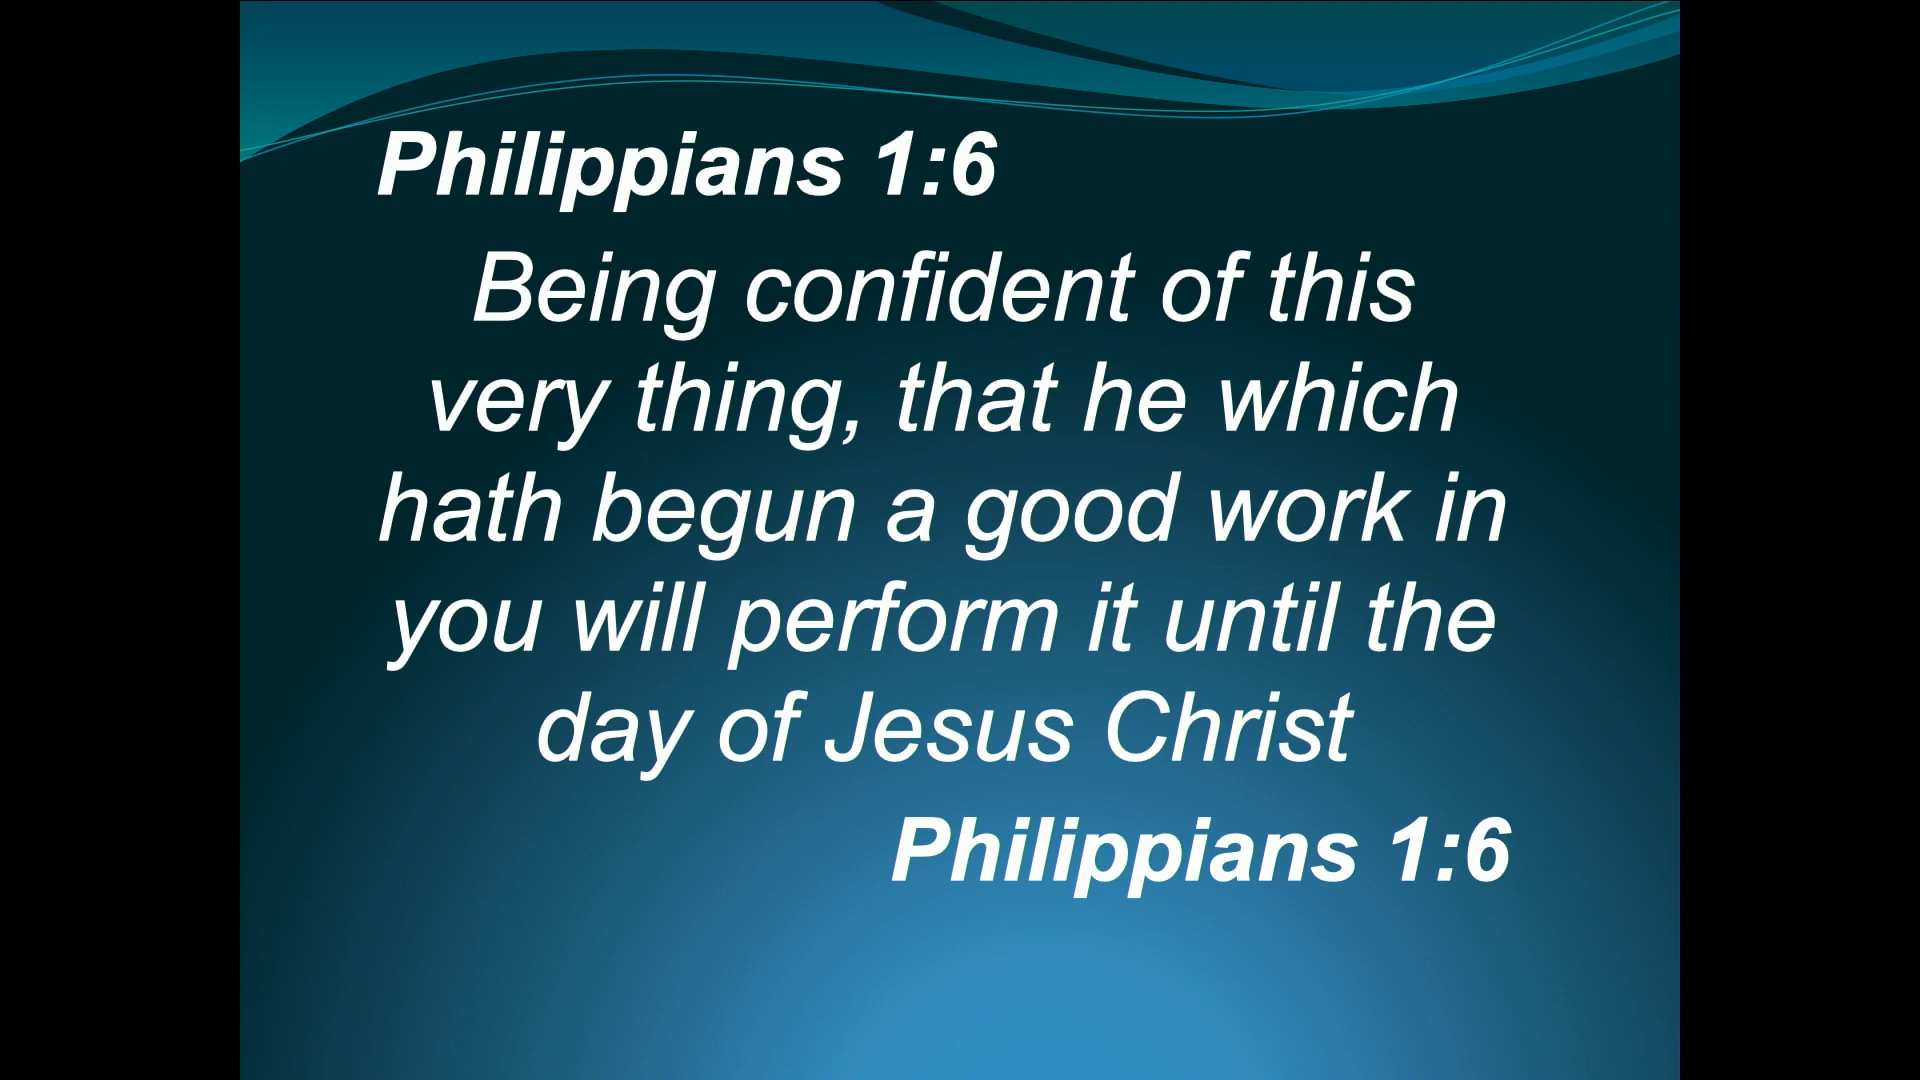 Philippians 1:6
Being confident of this
very thing, that he which
hath begun a good work in
you will perform it until the
day of Jesus Christ
Philippians 1:6